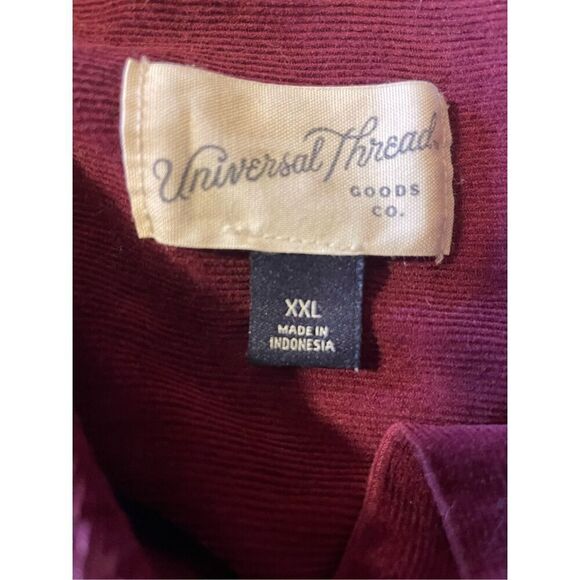 Universal Thread
GOODS
CO.
XXL
MADE IN
INDONESIA